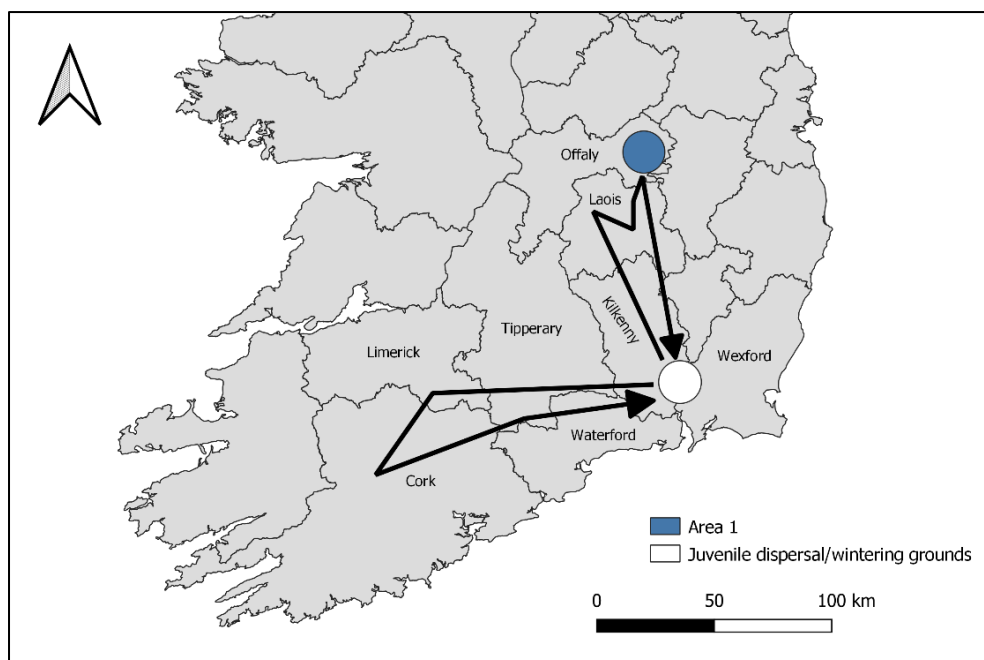 Offaly
Laois
Kilkenny
Tipperary
Limerick
Wexford
Waterford
Cork
Area 1
Juvenile dispersal/wintering grounds
0 50 100 km